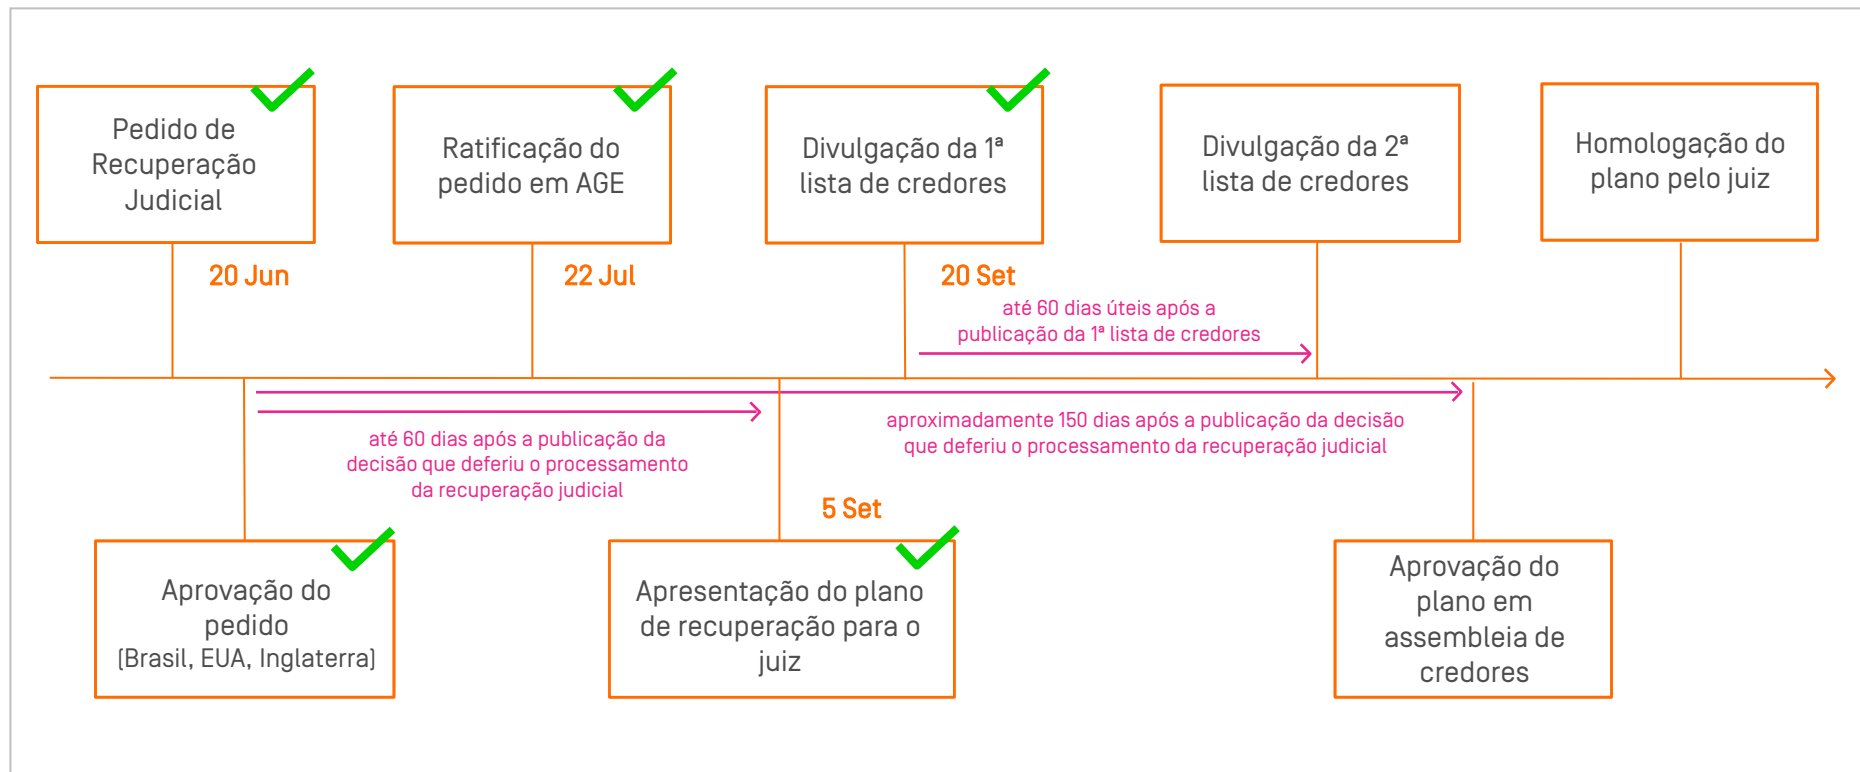 Pedido de
Recuperação
Judicial
Ratificação do
pedido em AGE
Divulgação da 1ª
lista de credores
Divulgação da 2ª
lista de credores
Homologação do
plano pelo juiz
20 Jun
22 Jul
20 Set
até 60 dias úteis após a
publicação da 1ª lista de credores
até 60 dias após a publicação da
decisão que deferiu o processamento
da recuperação judicial
aproximadamente 150 dias após a publicação da decisão
que deferiu o processamento da recuperação judicial
5 Set
Aprovação do
pedido
(Brasil, EUA, Inglaterra)
Apresentação do plano
de recuperação para o
juiz
Aprovação do
plano em
assembleia de
credores